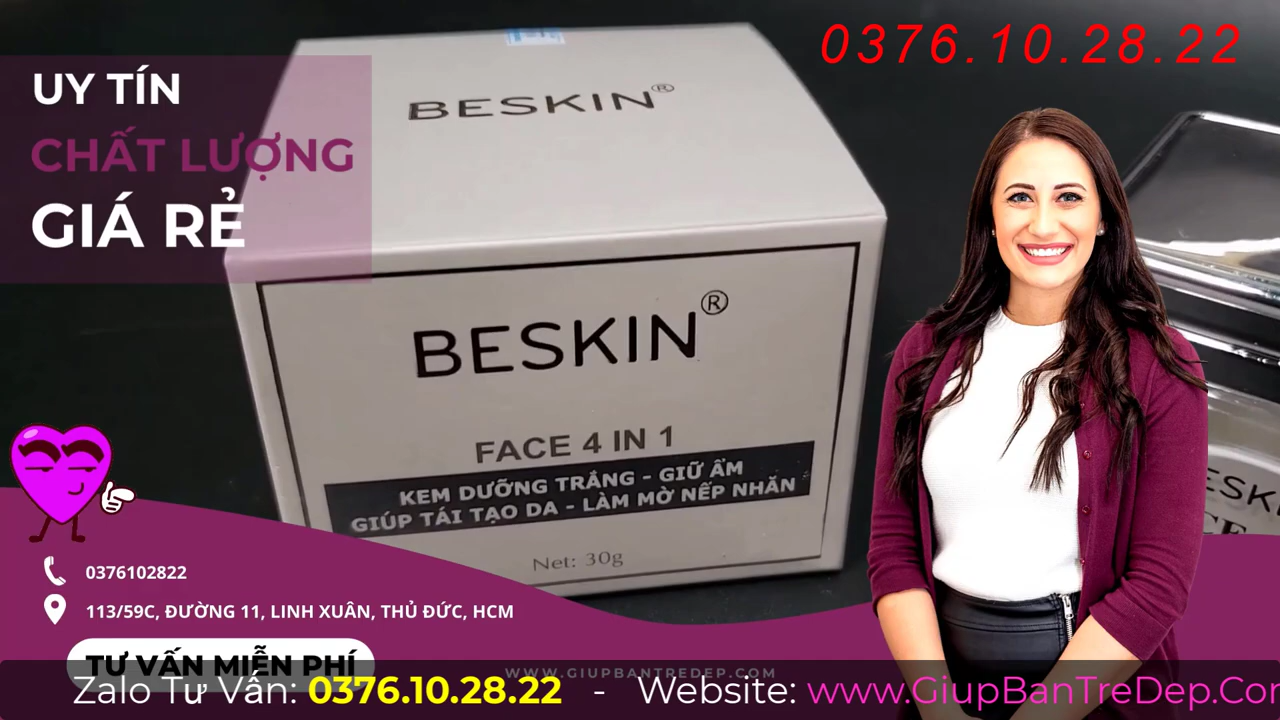 0376.10.28.22
UY TÍN
CHẤT LƯỢNG
GIÁ RẺ
BESKIN®
BESKIN®
FACE 4 IN 1
KEM DƯỠNG TRẮNG - GIỮ ẨM
GIÚP TÁI TẠO DA - LÀM MỜ NẾP NHĂN
Net: 30g
0376102822
113/59C, ĐƯỜNG 11, LINH XUÂN, THỦ ĐỨC, HCM
TƯ VẤN MIỄN PHÍ
WWW.GIUPBANTREDEP.COM
Zalo Tư Vấn: 0376.10.28.22 - Website: www.GiupBanTreDep.Com